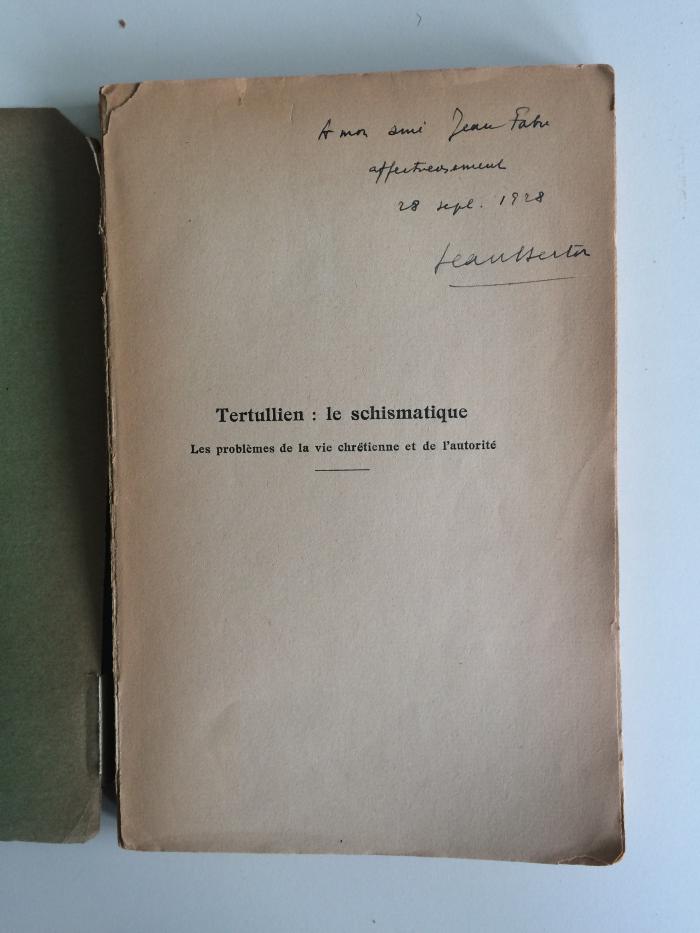 A mon ami Jean Fabre
affectueusement
28 sept. 1928
Jean
Tertullien : le schismatique
Les problèmes de la vie chrétienne et de l'autorité